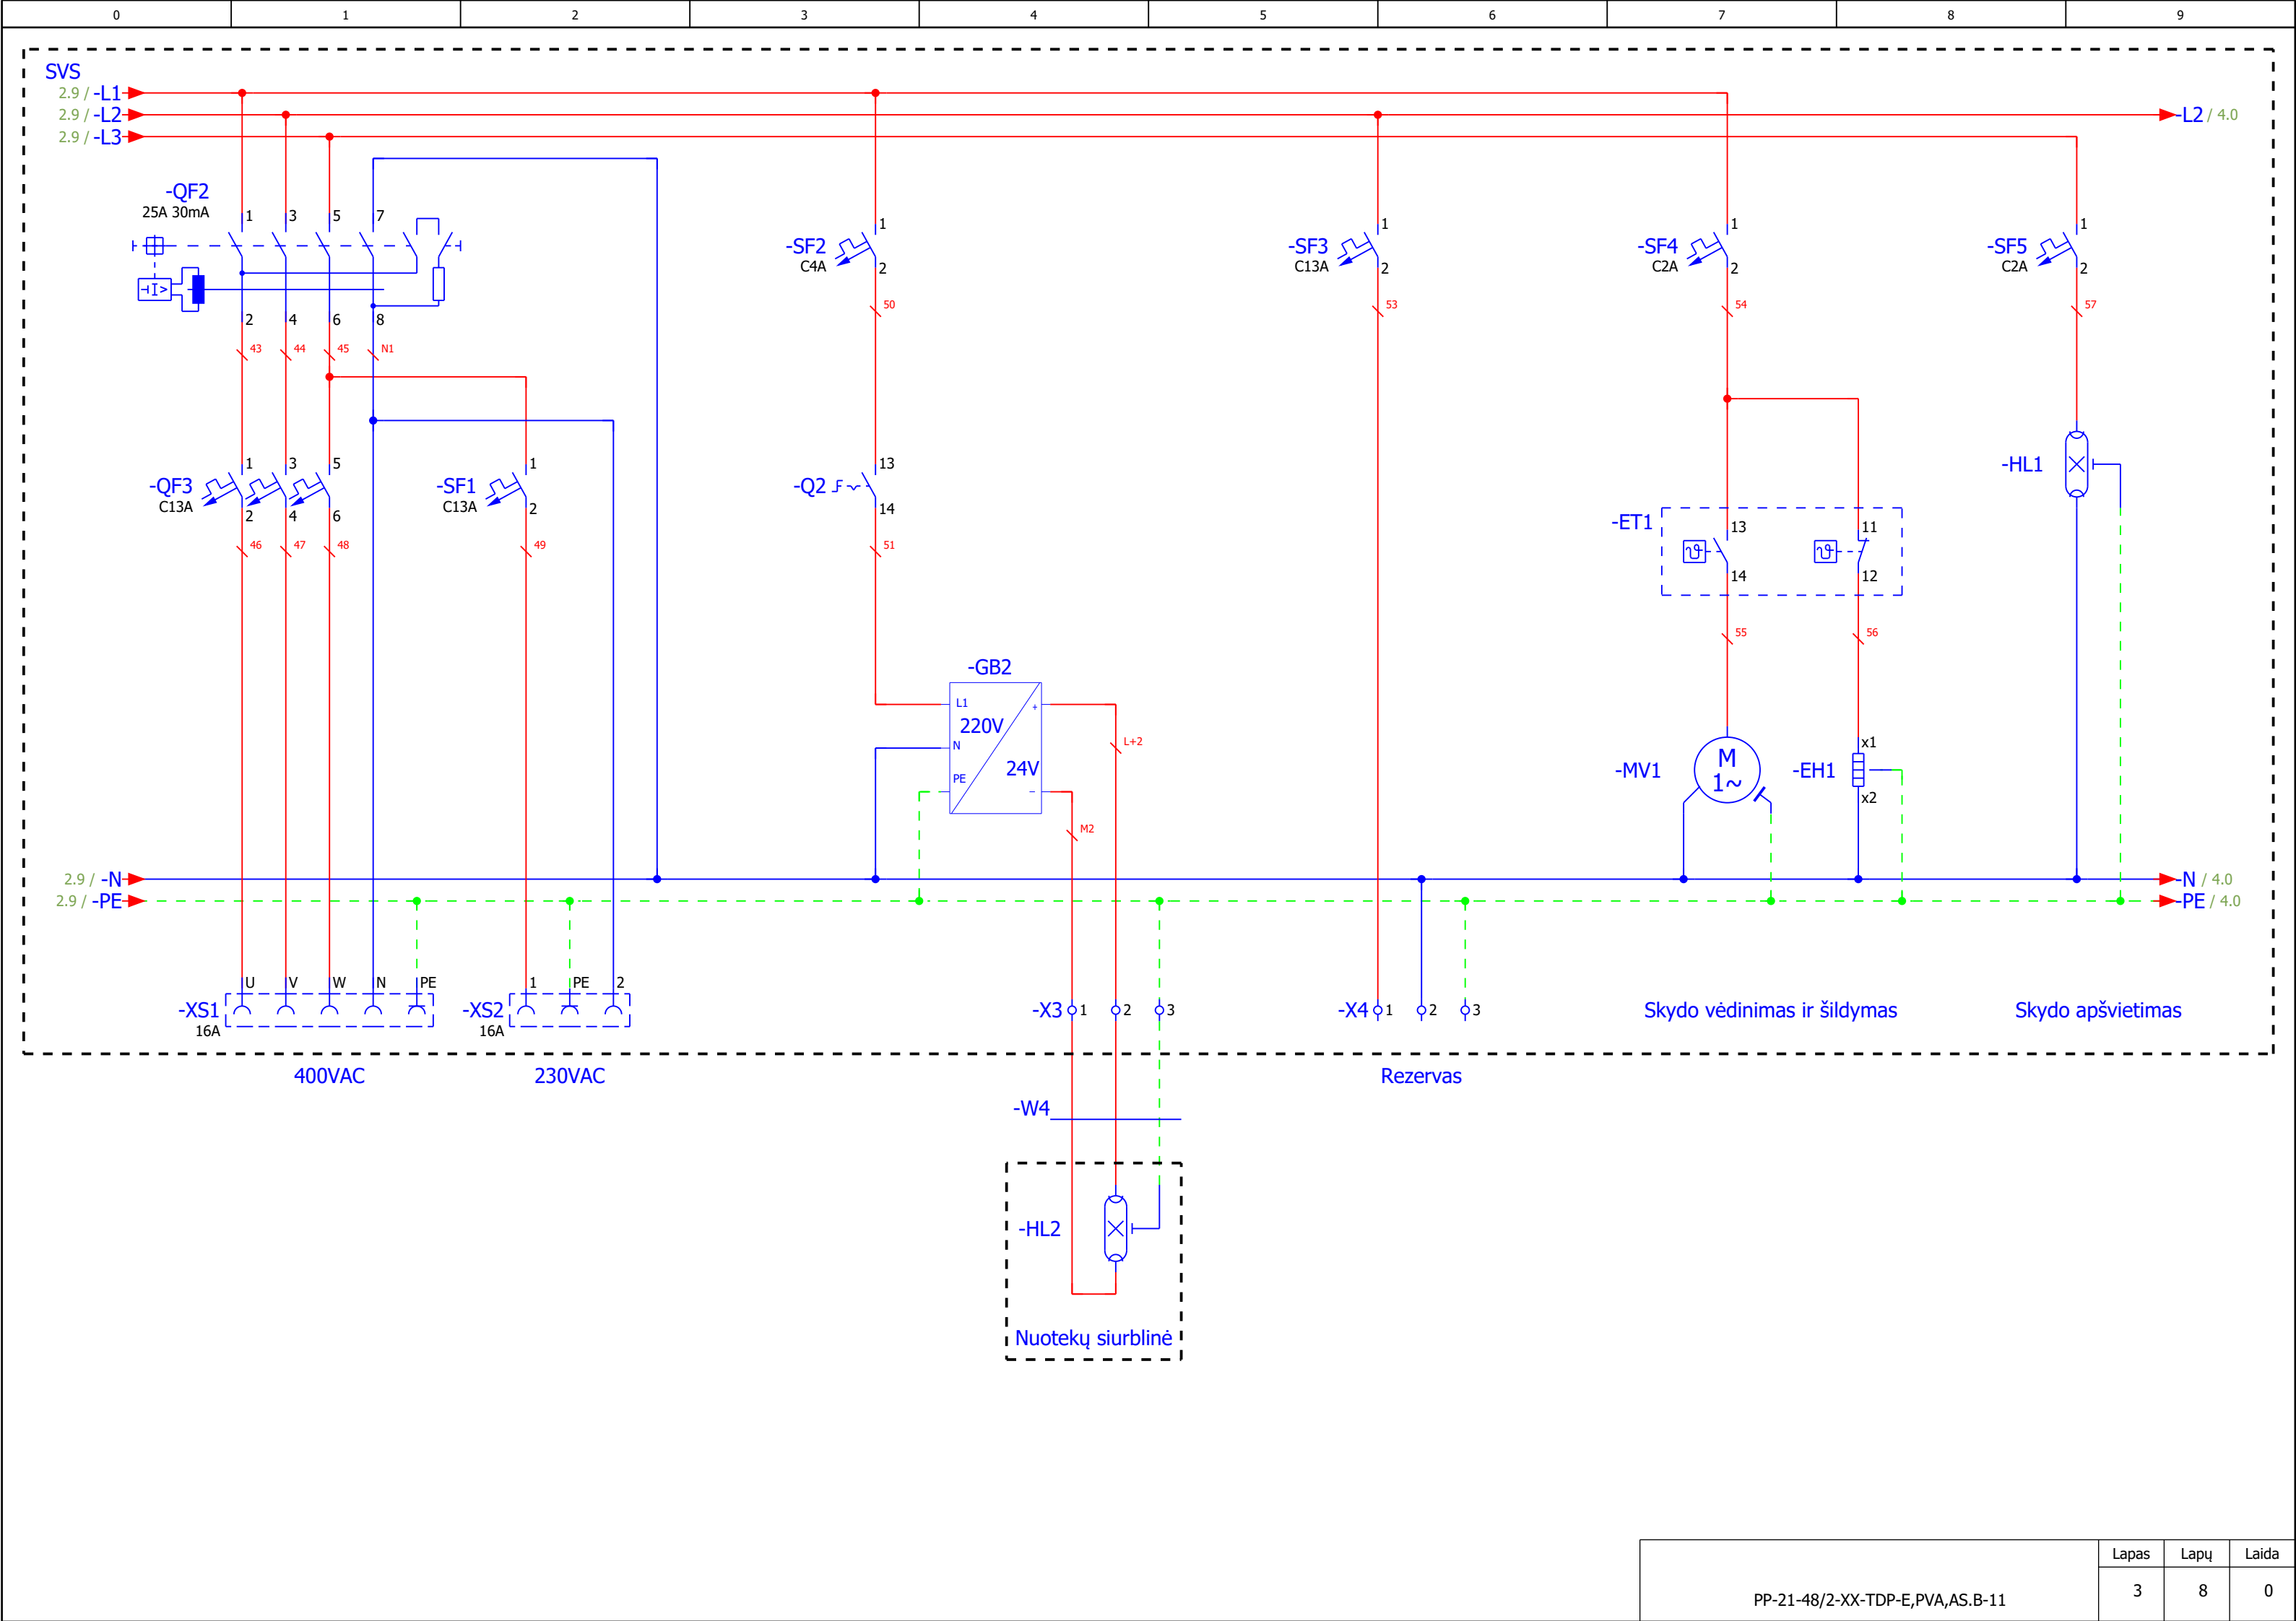 0 1 2 3 4 5 6 7 8 9
SVS
2.9 / -L1
2.9 / -L2
-L2 / 4.0
2.9 / -L3
-QF2
25A 30mA
1 3 5 7
-I>
2 4 6 8
43 44 45 N1
-SF2
C4A
1
2
50
-SF3
C13A
1
2
53
-SF4
C2A
1
2
54
-SF5
C2A
1
2
57
-QF3
C13A
1 3 5
2 4 6
46 47 48
-SF1
C13A
1
2
49
-Q2
13
14
51
-HL1
-ET1
13
14
11
12
55
56
-GB2
L1
220V
N
PE
24V
+
−
L+2
M2
-MV1
M
1~
-EH1
x1
x2
2.9 / -N
-N / 4.0
2.9 / -PE
-PE / 4.0
-XS1
16A
U V W N PE
-XS2
16A
1 PE 2
-X3 1 2 3
-X4 1 2 3
Skydo vėdinimas ir šildymas
Skydo apšvietimas
400VAC
230VAC
Rezervas
-W4
-HL2
Nuotekų siurblinė
Lapas Lapų Laida
PP-21-48/2-XX-TDP-E,PVA,AS.B-11
3 8 0